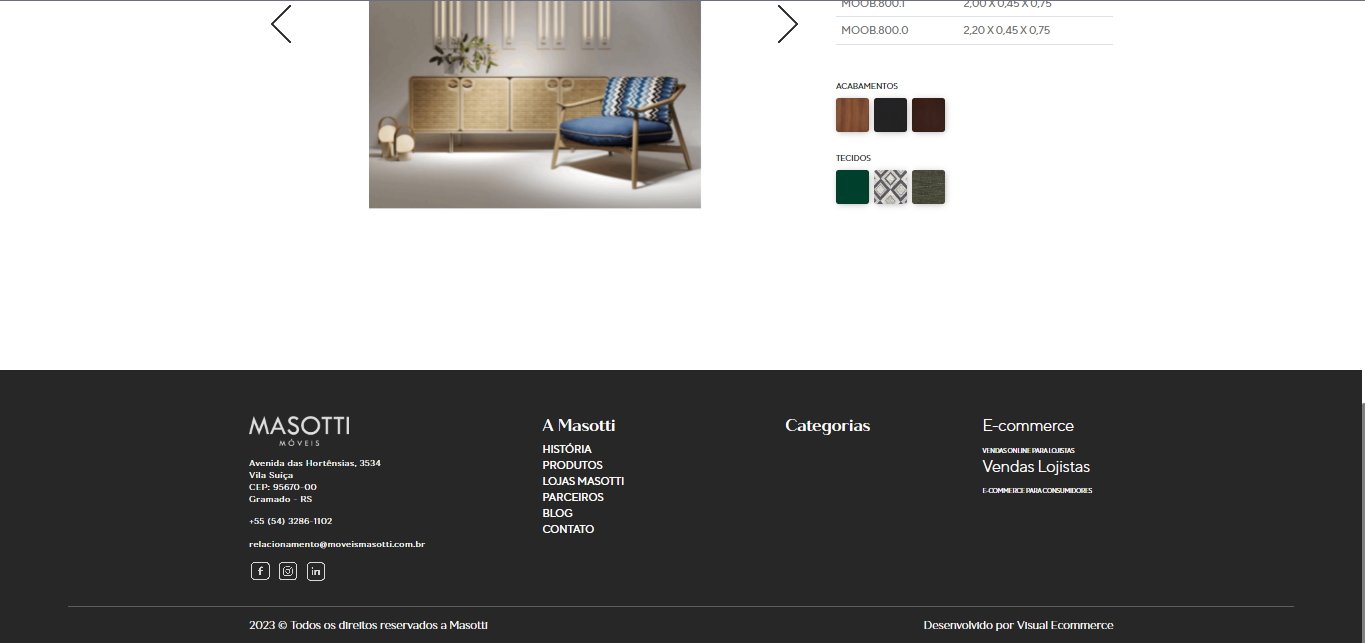 MOOB.800.1 2,00 X 0,45 X 0,75
MOOB.800.0 2,20 X 0,45 X 0,75
ACABAMENTOS
TECIDOS
MASOTTI
MÓVEIS
Avenida das Hortênsias, 3534
Vila Suíça
CEP: 95670-00
Gramado - RS
+55 (54) 3286-1102
relacionamento@moveismasotti.com.br
f
in
A Masotti
HISTÓRIA
PRODUTOS
LOJAS MASOTTI
PARCEIROS
BLOG
CONTATO
Categorias
E-commerce
VENDAS ONLINE PARA LOJISTAS
Vendas Lojistas
E-COMMERCE PARA CONSUMIDORES
2023 © Todos os direitos reservados a Masotti
Desenvolvido por Visual Ecommerce